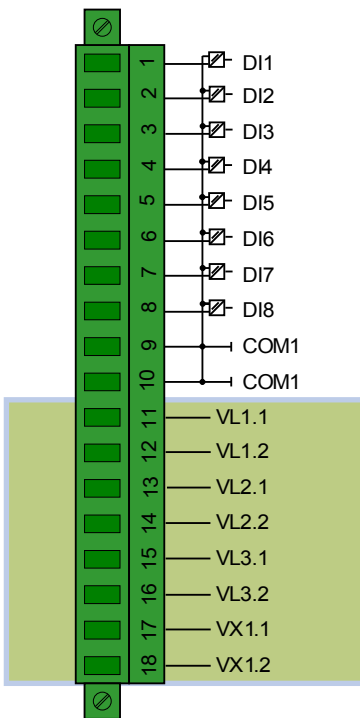 1 DI1
2 DI2
3 DI3
4 DI4
5 DI5
6 DI6
7 DI7
8 DI8
9 COM1
10 COM1
11 VL1.1
12 VL1.2
13 VL2.1
14 VL2.2
15 VL3.1
16 VL3.2
17 VX1.1
18 VX1.2